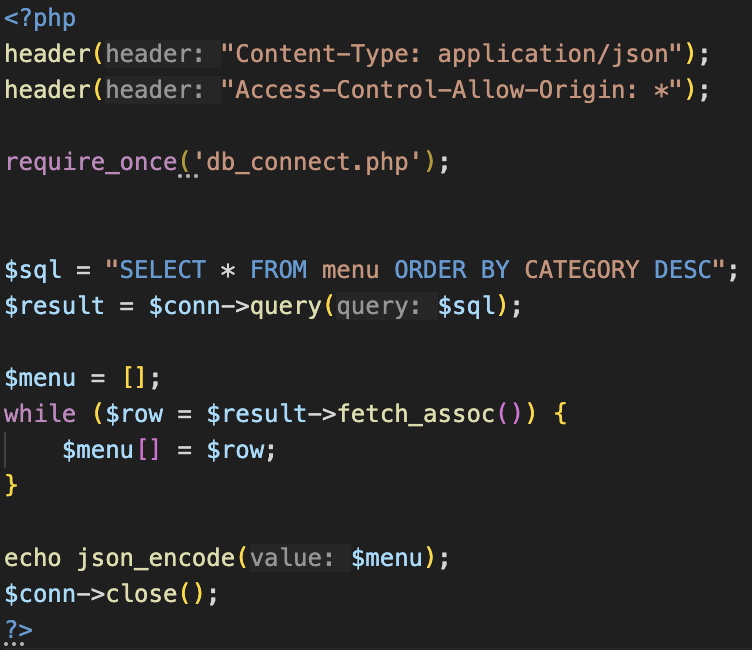 <?php
header(header: "Content-Type: application/json");
header(header: "Access-Control-Allow-Origin: *");
require_once('db_connect.php');
$sql = "SELECT * FROM menu ORDER BY CATEGORY DESC";
$result = $conn->query(query: $sql);
$menu = [];
while ($row = $result->fetch_assoc()) {
    $menu[] = $row;
}
echo json_encode(value: $menu);
$conn->close();
?>